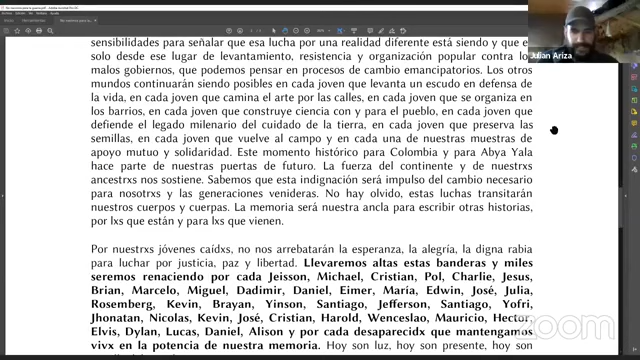 sensibilidades para señalar que esa lucha por una realidad diferente está siendo y que e
solo desde ese lugar de levantamiento, resistencia y organización popular contra lo
malos gobiernos, que podemos pensar en procesos de cambio emancipatorios. Los otros
mundos continuarán siendo posibles en cada joven que levanta un escudo en defensa de
la vida, en cada joven que camina el arte por las calles, en cada joven que se organiza
en los barrios, en cada joven que construye ciencia con y para el pueblo, en cada joven que
defiende el legado milenario del cuidado de la tierra, en cada joven que preserva las
semillas, en cada joven que vuelve al campo y en cada una de nuestras muestras de
apoyo mutuo y solidaridad. Este momento histórico para Colombia y para Abya Yala
hace parte de nuestras puertas de futuro. La fuerza del continente y de nuestrxs
ancestrxs nos sostiene. Sabemos que esta indignación será impulso del cambio necesario
para nosotrxs y las generaciones venideras. No hay olvido, estas luchas transitarán
nuestros cuerpos y cuerpas. La memoria será nuestra ancla para escribir otras historias,
por lxs que están y para lxs que vienen.
Por nuestrxs jóvenes caídxs, no nos arrebatarán la esperanza, la alegría, la digna rabia
para luchar por justicia, paz y libertad. Llevaremos altas estas banderas y miles
seremos renaciendo por cada Jeisson, Michael, Cristian, Pol, Charlie, Jesus,
Brian, Marcelo, Miguel, Dadimir, Daniel, Eimer, María, Edwin, José, Julia,
Rosemberg, Kevin, Brayan, Yinson, Santiago, Jefferson, Santiago, Yofri,
Jhonatan, Nicolas, Kevin, José, Cristian, Harold, Wenceslao, Mauricio, Hector,
Elvis, Dylan, Lucas, Daniel, Alison y por cada desaparecidx que mantengamos
vivx en la potencia de nuestra memoria. Hoy son luz, hoy son presente, hoy son
Julian Ariza
zoom